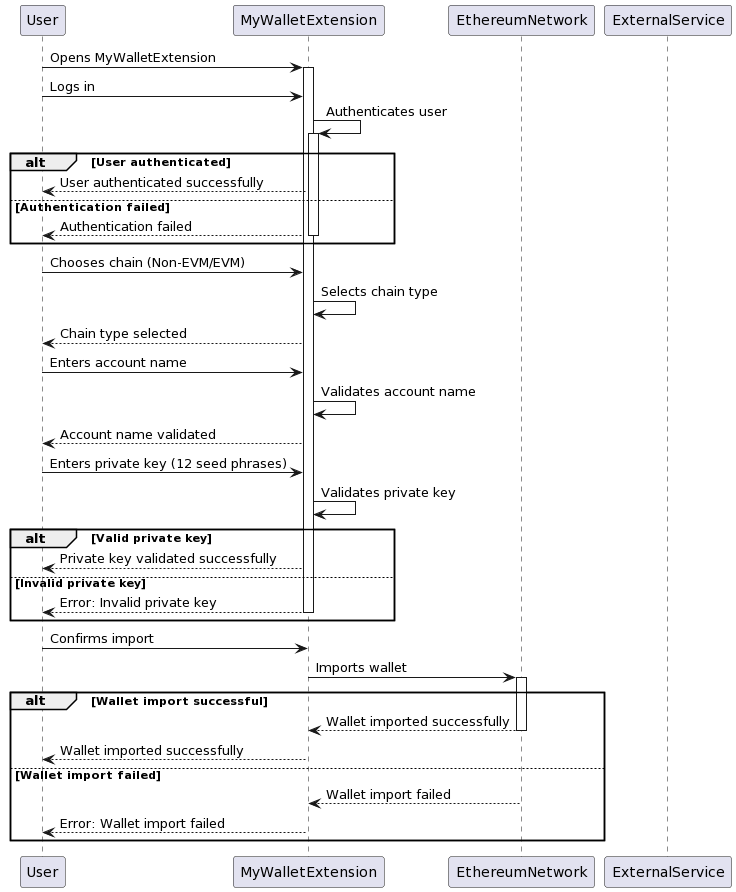 User MyWalletExtension EthereumNetwork ExternalService
Opens MyWalletExtension
Logs in
Authenticates user
alt [User authenticated]
User authenticated successfully
[Authentication failed]
Authentication failed
Chooses chain (Non-EVM/EVM)
Selects chain type
Chain type selected
Enters account name
Validates account name
Account name validated
Enters private key (12 seed phrases)
Validates private key
alt [Valid private key]
Private key validated successfully
[Invalid private key]
Error: Invalid private key
Confirms import
Imports wallet
alt [Wallet import successful]
Wallet imported successfully
Wallet imported successfully
[Wallet import failed]
Wallet import failed
Error: Wallet import failed
User MyWalletExtension EthereumNetwork ExternalService